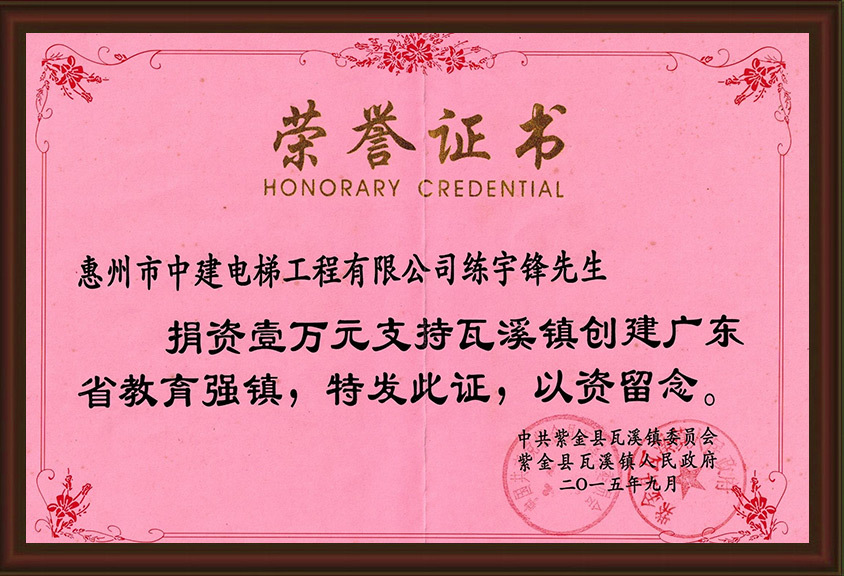 荣誉证书
HONORARY CREDENTIAL
惠州市中建电梯工程有限公司练宇锋先生
捐资壹万元支持瓦溪镇创建广东
省教育强镇，特发此证，以资留念。
中共紫金县瓦溪镇委员会
紫金县瓦溪镇人民政府
二〇一五年九月